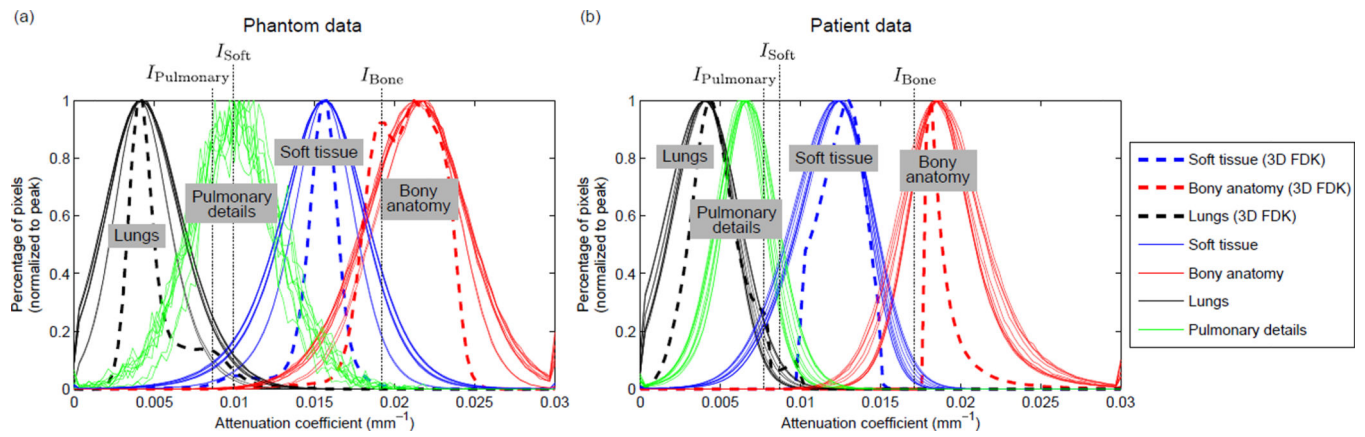 (a)
Phantom data
I_Soft
I_Pulmonary
I_Bone
Percentage of pixels
(normalized to peak)
1
0.8
0.6
0.4
0.2
0
Lungs
Pulmonary
details
Soft tissue
Bony
anatomy
0
0.005
0.01
0.015
0.02
0.025
0.03
Attenuation coefficient (mm⁻¹)
(b)
Patient data
I_Soft
I_Pulmonary
I_Bone
Percentage of pixels
(normalized to peak)
1
0.8
0.6
0.4
0.2
0
Lungs
Pulmonary
details
Soft tissue
Bony
anatomy
0
0.005
0.01
0.015
0.02
0.025
0.03
Attenuation coefficient (mm⁻¹)
Soft tissue (3D FDK)
Bony anatomy (3D FDK)
Lungs (3D FDK)
Soft tissue
Bony anatomy
Lungs
Pulmonary details